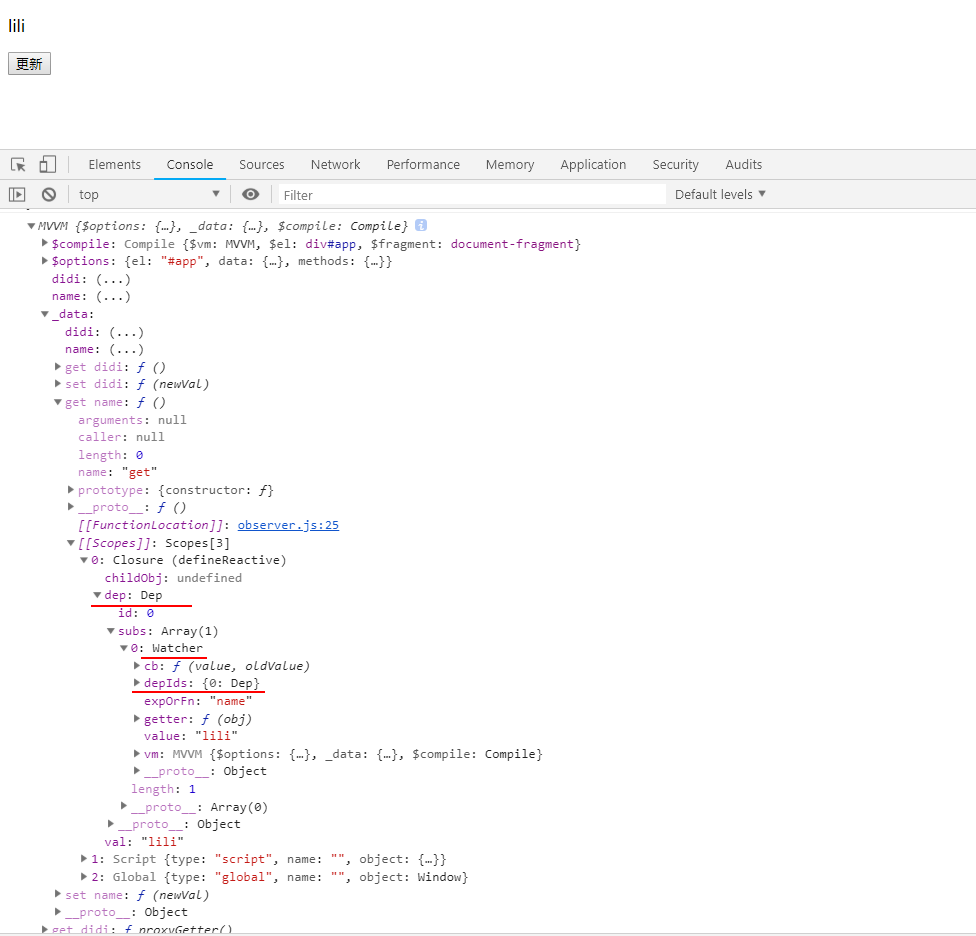 lili
更新
Elements Console Sources Network Performance Memory Application Security Audits
top Filter Default levels
MVVM {$options: {…}, _data: {…}, $compile: Compile} i
$compile: Compile {$vm: MVVM, $el: div#app, $fragment: document-fragment}
$options: {el: "#app", data: {…}, methods: {…}}
didi: (...)
name: (...)
_data:
didi: (...)
name: (...)
get didi: ƒ ()
set didi: ƒ (newVal)
get name: ƒ ()
arguments: null
caller: null
length: 0
name: "get"
prototype: {constructor: ƒ}
__proto__: ƒ ()
[[FunctionLocation]]: observer.js:25
[[Scopes]]: Scopes[3]
0: Closure (defineReactive)
childObj: undefined
dep: Dep
id: 0
subs: Array(1)
0: Watcher
cb: ƒ (value, oldValue)
depIds: {0: Dep}
expOrFn: "name"
getter: ƒ (obj)
value: "lili"
vm: MVVM {$options: {…}, _data: {…}, $compile: Compile}
__proto__: Object
length: 1
__proto__: Array(0)
__proto__: Object
val: "lili"
1: Script {type: "script", name: "", object: {…}}
2: Global {type: "global", name: "", object: Window}
set name: ƒ (newVal)
__proto__: Object
get didi: ƒ proxyGetter()